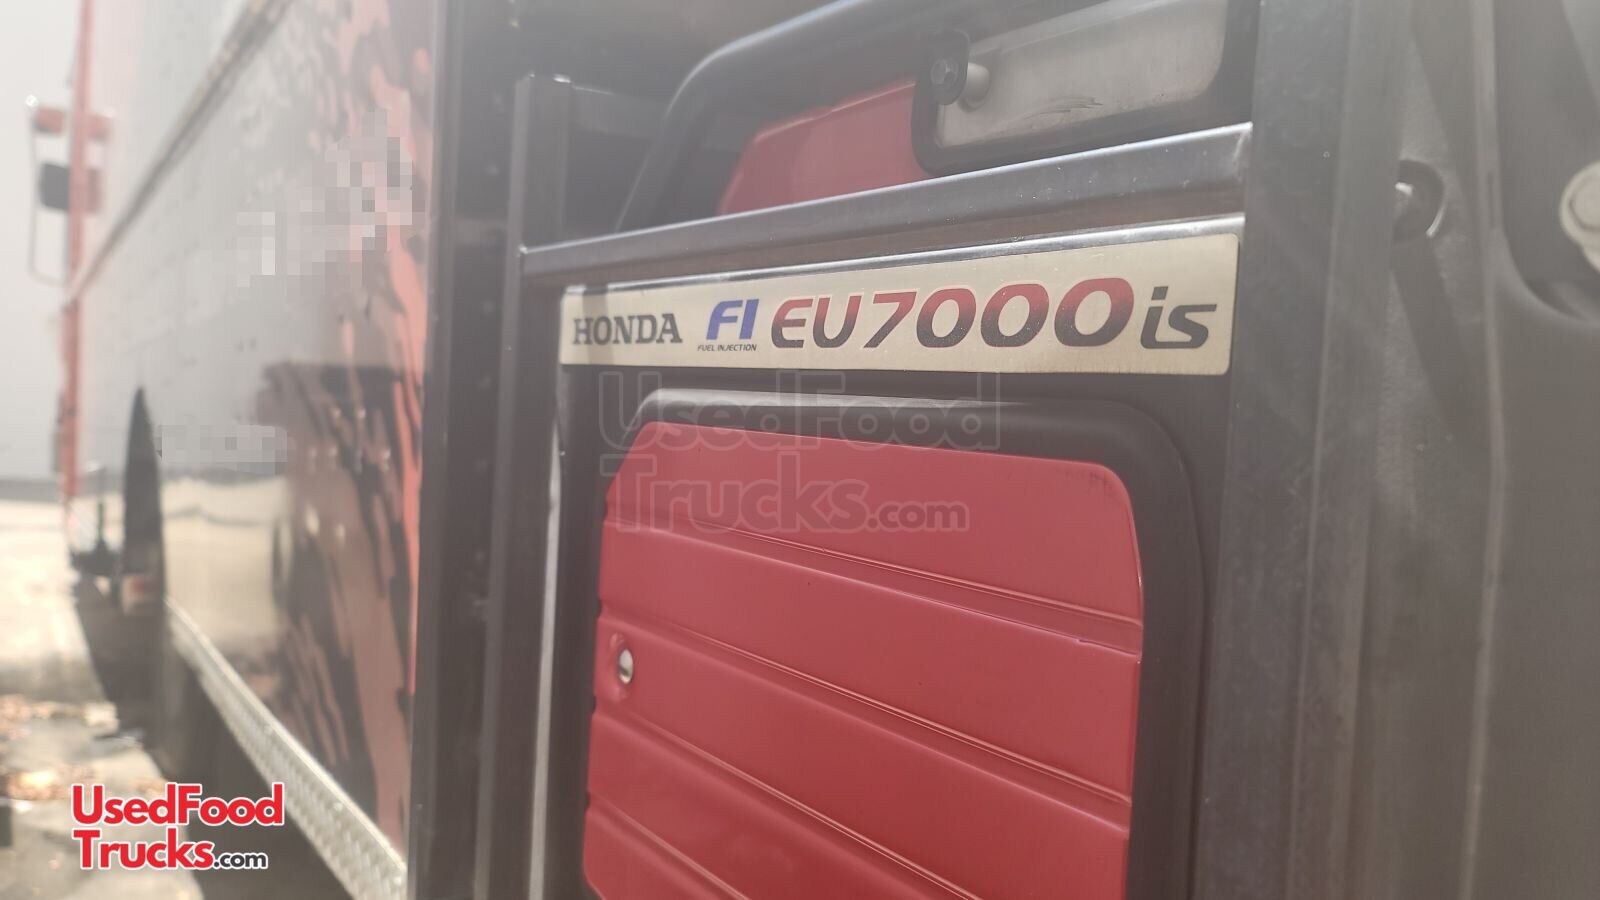 HONDA FI EU7000is
FUEL INJECTION
UsedFood
Trucks.com
UsedFood
Trucks.com